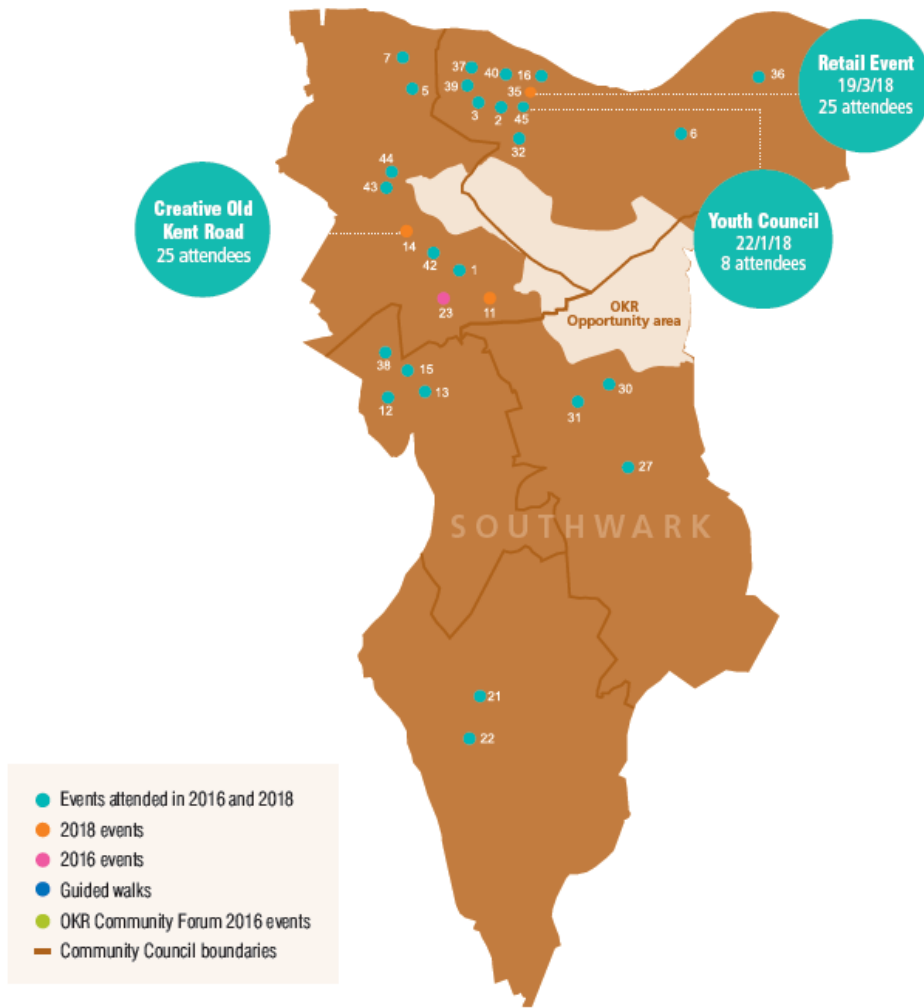 7
37
40
16
36
Retail Event
19/3/18
25 attendees
5
39
35
3
2
45
6
32
44
43
Creative Old
Kent Road
25 attendees
Youth Council
22/1/18
8 attendees
14
42
1
23
11
OKR
Opportunity area
38
15
13
12
30
31
27
SOUTHWARK
21
22
Events attended in 2016 and 2018
2018 events
2016 events
Guided walks
OKR Community Forum 2016 events
Community Council boundaries